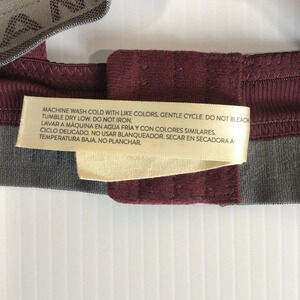 MACHINE WASH COLD WITH LIKE COLORS. GENTLE CYCLE. DO NOT BLEACH
TUMBLE DRY LOW. DO NOT IRON.
LAVAR A MÁQUINA EN AGUA FRÍA Y CON COLORES SIMILARES.
CICLO DELICADO. NO USAR BLANQUEADOR. SECAR EN SECADORA A
TEMPERATURA BAJA, NO PLANCHAR.